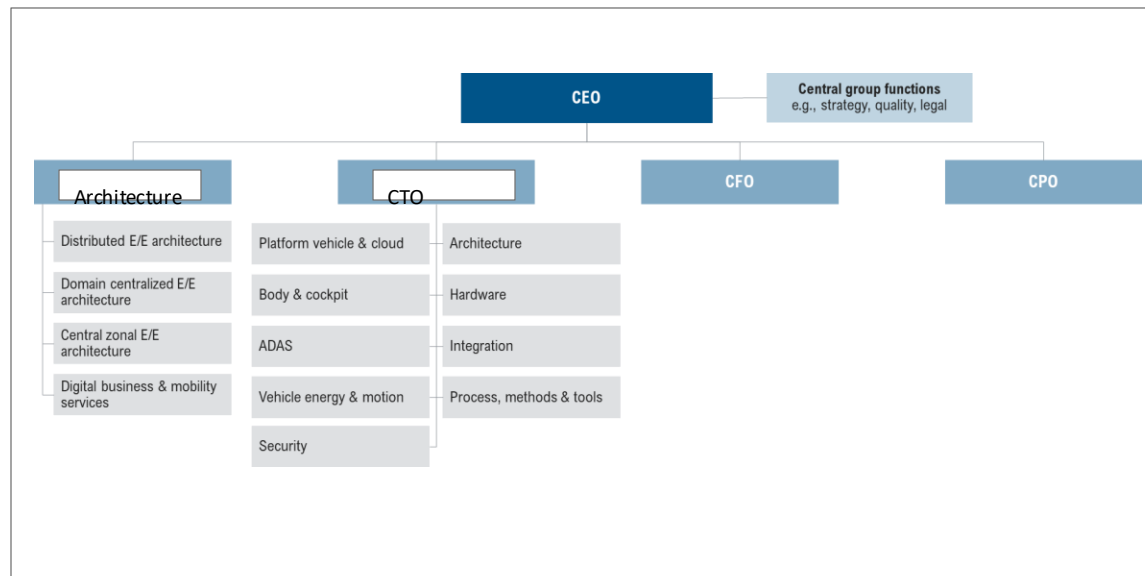 CEO
Central group functions
e.g., strategy, quality, legal
Architecture
CTO
CFO
CPO
Distributed E/E architecture
Domain centralized E/E
architecture
Central zonal E/E
architecture
Digital business & mobility
services
Platform vehicle & cloud
Body & cockpit
ADAS
Vehicle energy & motion
Security
Architecture
Hardware
Integration
Process, methods & tools